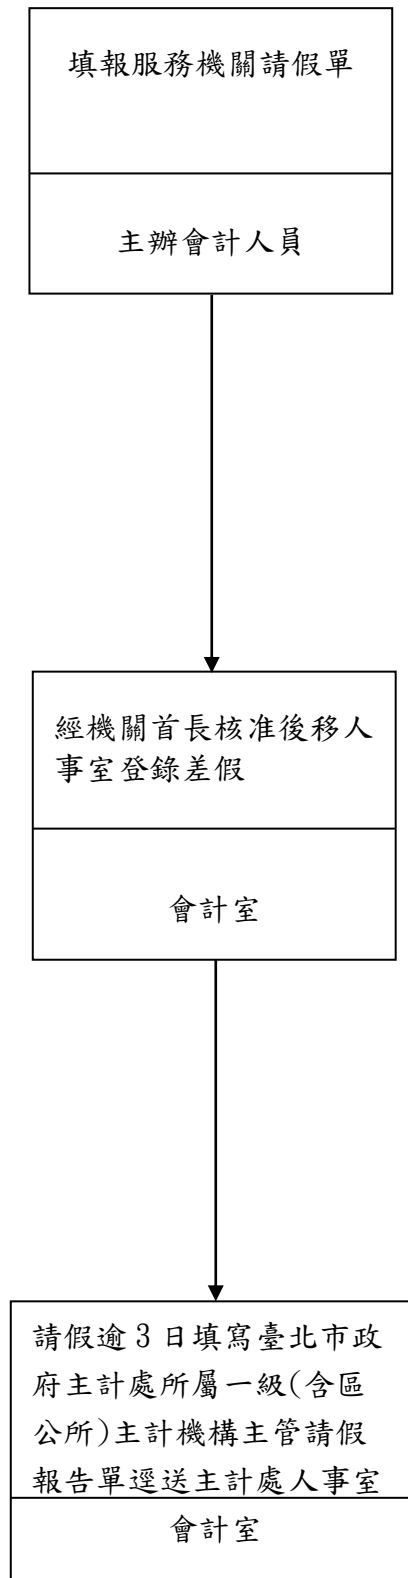 填報服務機關請假單
主辦會計人員
經機關首長核准後移人
事室登錄差假
會計室
請假逾3日填寫臺北市政
府主計處所屬一級(含區
公所)主計機構主管請假
報告單逕送主計處人事室
會計室